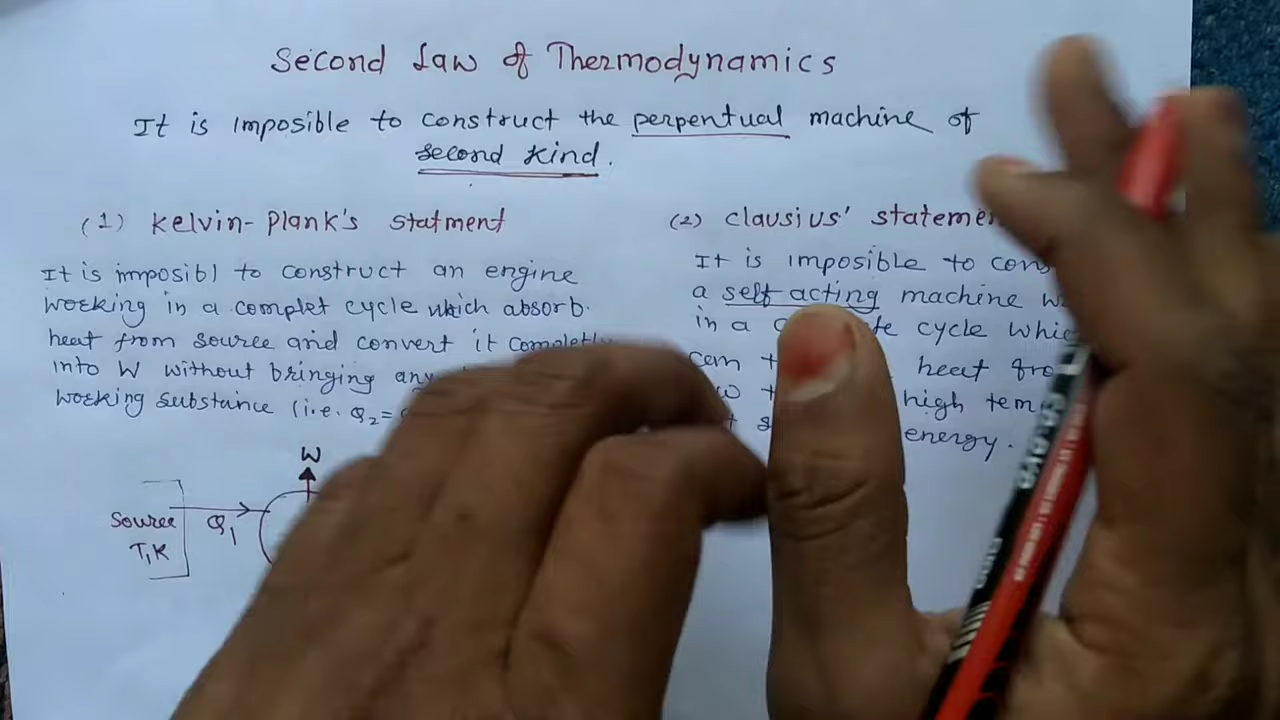 Second Law of Thermodynamics
It is imposible to construct the perpentual machine of
second kind.
(1) Kelvin-Plank's statment
It is imposibl to construct an engine
working in a complet cycle which absorb
heat from source and convert it completly
into W without bringing any
working substance (i.e. Q2=
W
Source
T1K
Q1
(2) Clausius' statemen
It is imposible to cons
a self acting machine w
in a cycle whic
can heat fro
high tem
energy.